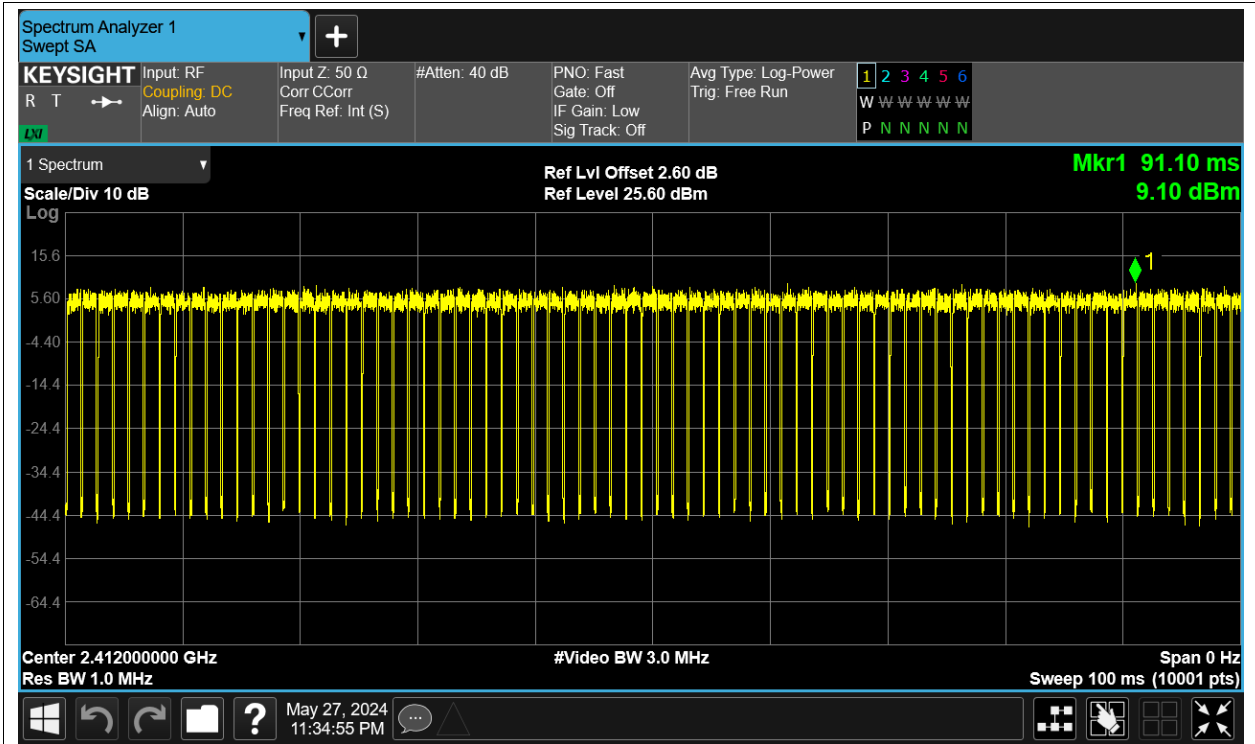 Spectrum Analyzer 1
Swept SA
KEYSIGHT
R T
LXI
Input: RF
Coupling: DC
Align: Auto
Input Z: 50 Ω
Corr CCorr
Freq Ref: Int (S)
#Atten: 40 dB
PNO: Fast
Gate: Off
IF Gain: Low
Sig Track: Off
Avg Type: Log-Power
Trig: Free Run
1 2 3 4 5 6
W W W W W W
P N N N N N
1 Spectrum
Scale/Div 10 dB
Ref Lvl Offset 2.60 dB
Ref Level 25.60 dBm
Mkr1 91.10 ms
9.10 dBm
Log
15.6
1
5.60
-4.40
-14.4
-24.4
-34.4
-44.4
-54.4
-64.4
Center 2.412000000 GHz
#Video BW 3.0 MHz
Span 0 Hz
Res BW 1.0 MHz
Sweep 100 ms (10001 pts)
?
May 27, 2024
11:34:55 PM